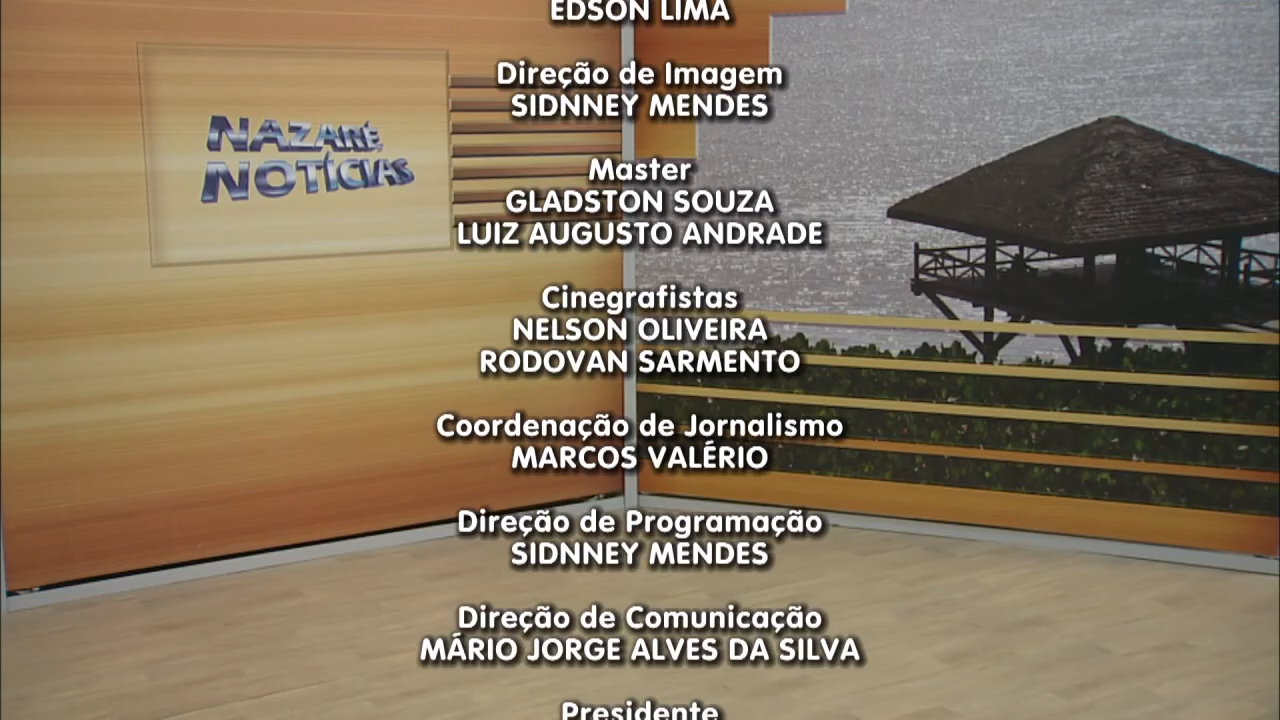 EDSON LIMA
Direção de Imagem
SIDNNEY MENDES
NAZARÉ
NOTÍCIAS
Master
GLADSTON SOUZA
LUIZ AUGUSTO ANDRADE
Cinegrafistas
NELSON OLIVEIRA
RODOVAN SARMENTO
Coordenação de Jornalismo
MARCOS VALÉRIO
Direção de Programação
SIDNNEY MENDES
Direção de Comunicação
MÁRIO JORGE ALVES DA SILVA
Presidente